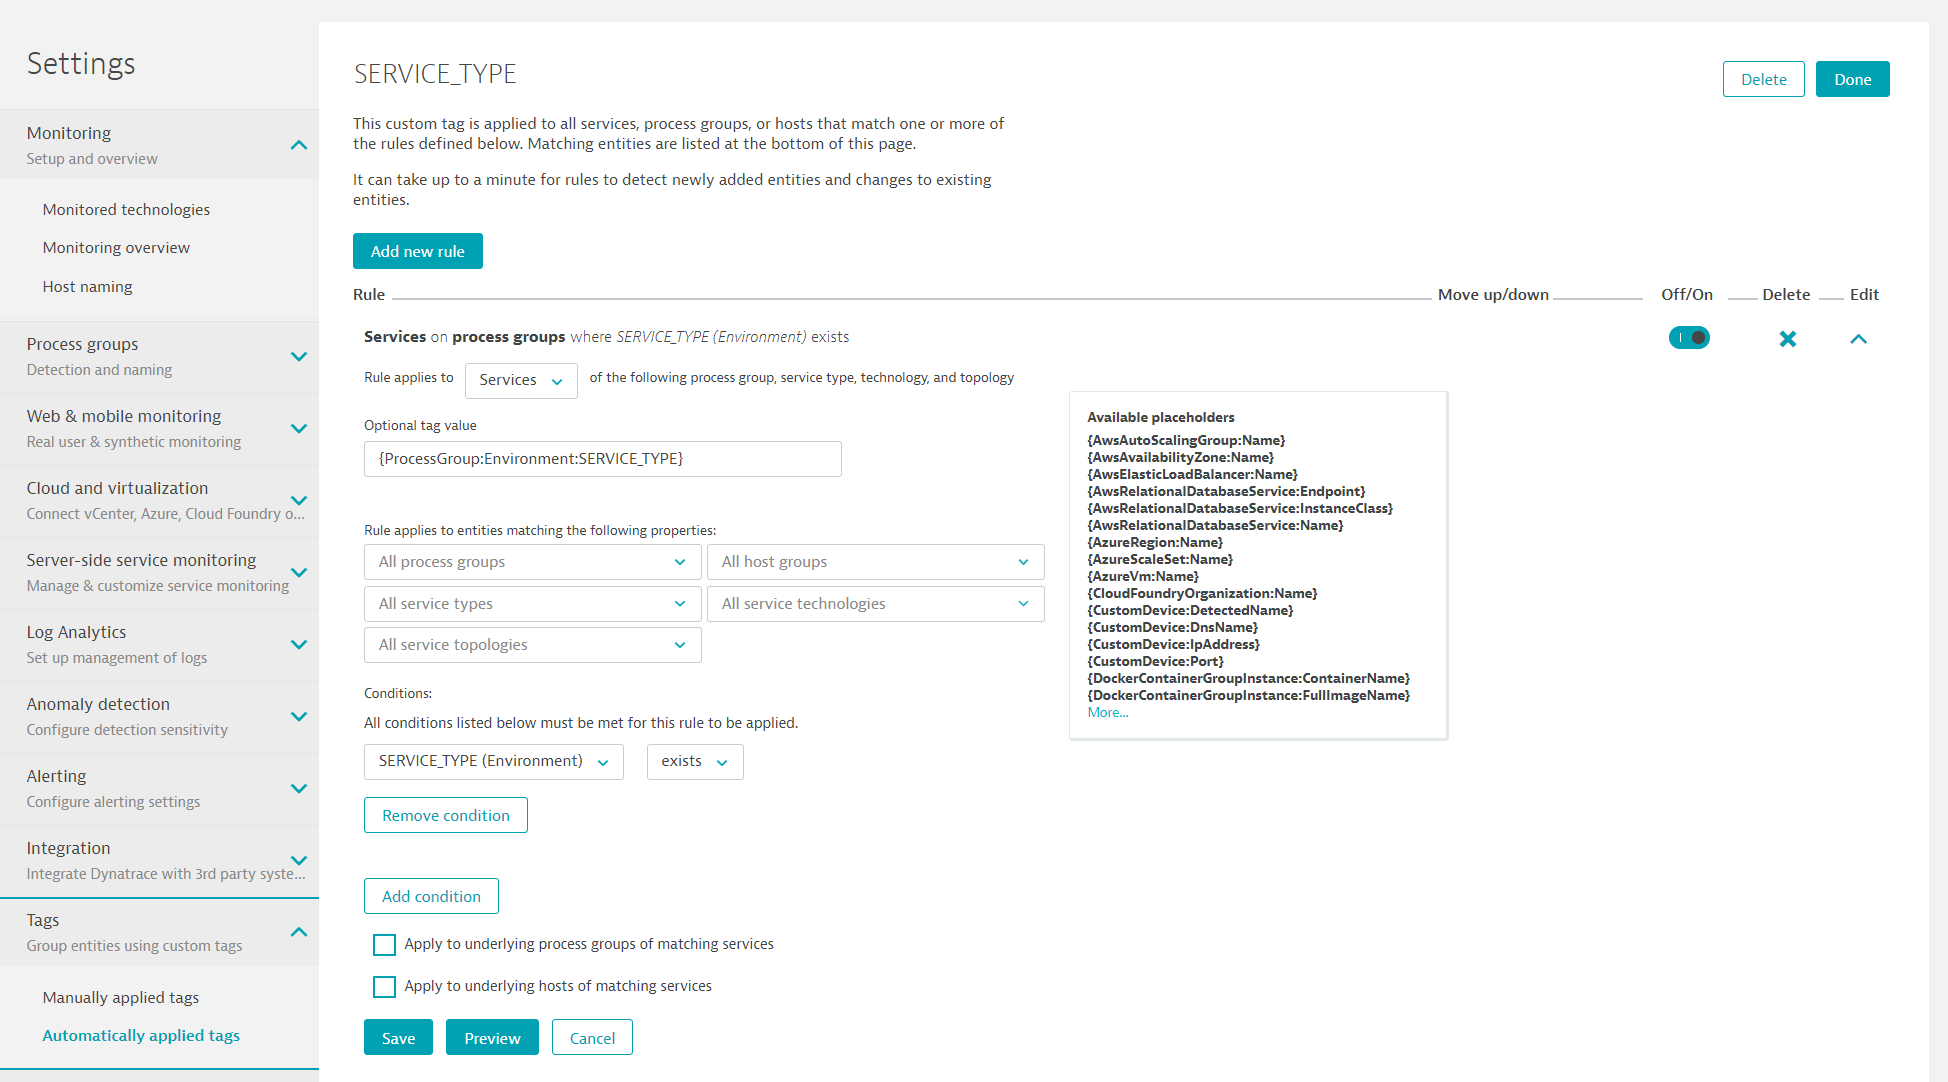 Settings
Monitoring
Setup and overview
Monitored technologies
Monitoring overview
Host naming
Process groups
Detection and naming
Web & mobile monitoring
Real user & synthetic monitoring
Cloud and virtualization
Connect vCenter, Azure, Cloud Foundry o...
Server-side service monitoring
Manage & customize service monitoring
Log Analytics
Set up management of logs
Anomaly detection
Configure detection sensitivity
Alerting
Configure alerting settings
Integration
Integrate Dynatrace with 3rd party syste...
Tags
Group entities using custom tags
Manually applied tags
Automatically applied tags
SERVICE_TYPE
Delete
Done
This custom tag is applied to all services, process groups, or hosts that match one or more of
the rules defined below. Matching entities are listed at the bottom of this page.
It can take up to a minute for rules to detect newly added entities and changes to existing
entities.
Add new rule
Rule Move up/down Off/On Delete Edit
Services on process groups where SERVICE_TYPE (Environment) exists
Rule applies to Services of the following process group, service type, technology, and topology
Optional tag value
{ProcessGroup:Environment:SERVICE_TYPE}
Rule applies to entities matching the following properties:
All process groups
All host groups
All service types
All service technologies
All service topologies
Conditions:
All conditions listed below must be met for this rule to be applied.
SERVICE_TYPE (Environment) exists
Remove condition
Add condition
Apply to underlying process groups of matching services
Apply to underlying hosts of matching services
Save
Preview
Cancel
Available placeholders
{AwsAutoScalingGroup:Name}
{AwsAvailabilityZone:Name}
{AwsElasticLoadBalancer:Name}
{AwsRelationalDatabaseService:Endpoint}
{AwsRelationalDatabaseService:InstanceClass}
{AwsRelationalDatabaseService:Name}
{AzureRegion:Name}
{AzureScaleSet:Name}
{AzureVm:Name}
{CloudFoundryOrganization:Name}
{CustomDevice:DetectedName}
{CustomDevice:DnsName}
{CustomDevice:IpAddress}
{CustomDevice:Port}
{DockerContainerGroupInstance:ContainerName}
{DockerContainerGroupInstance:FullImageName}
More...